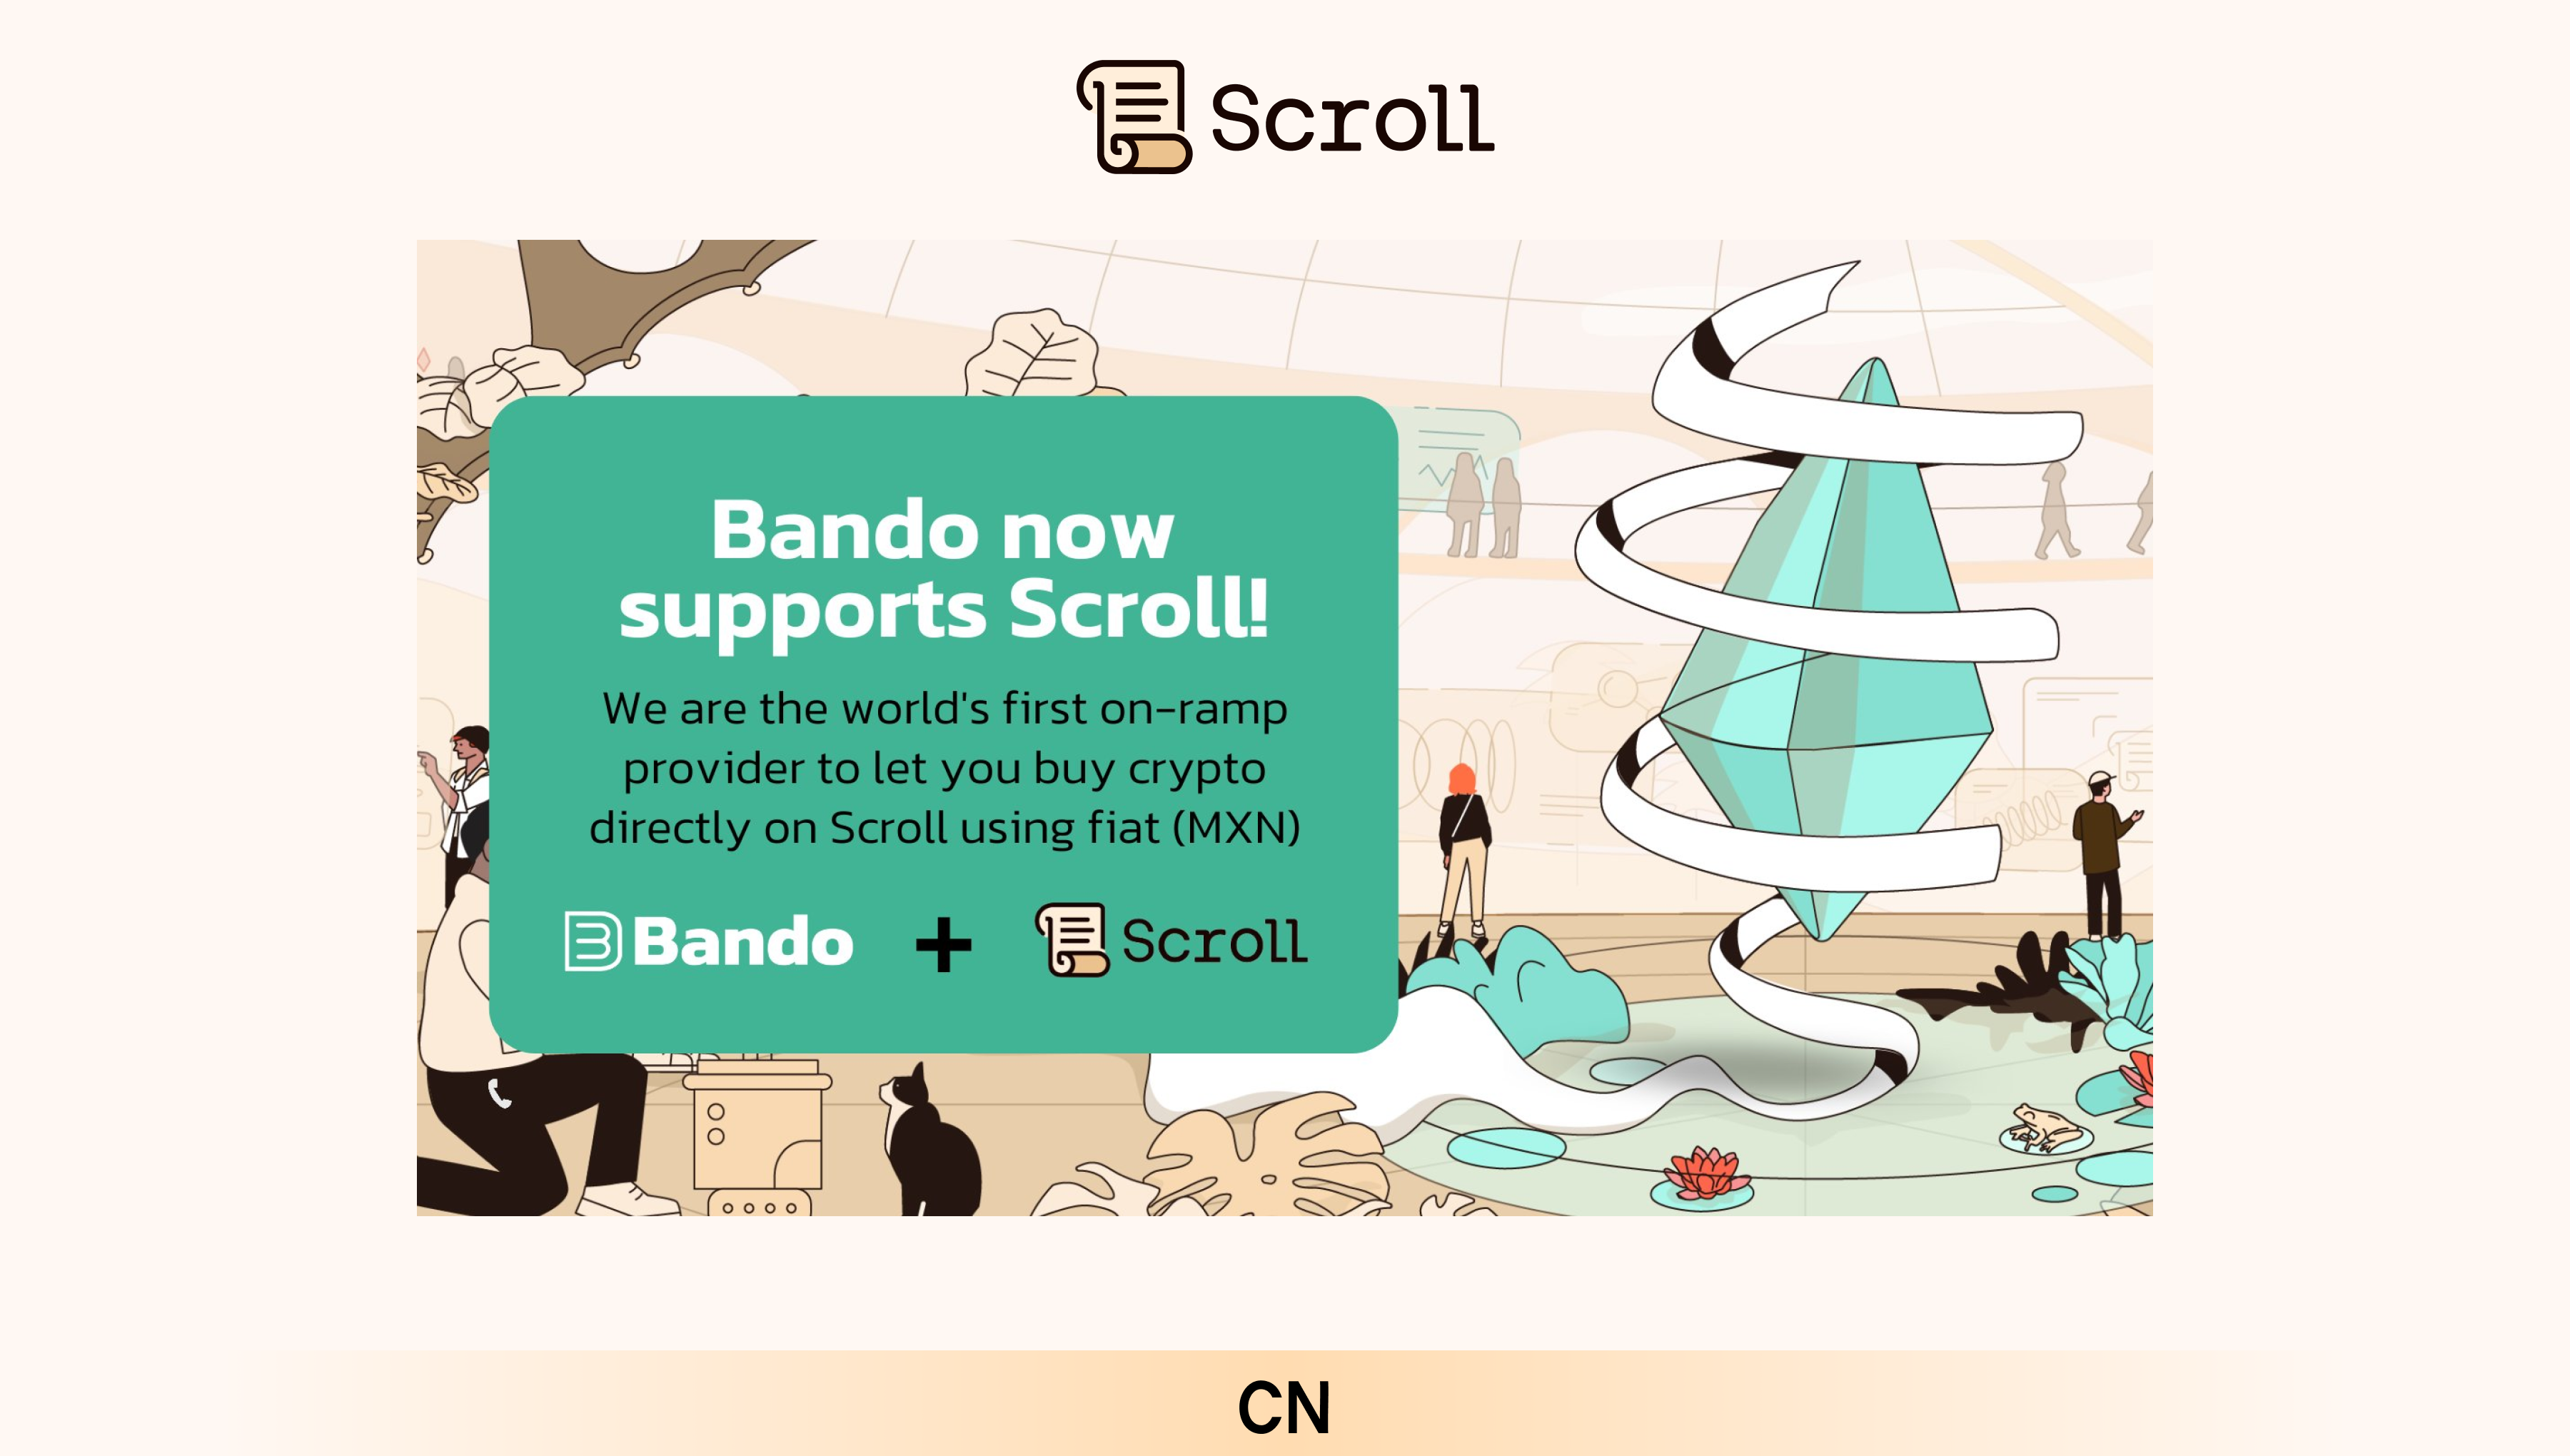 Scroll
Bando now
supports Scroll!
We are the world's first on-ramp
provider to let you buy crypto
directly on Scroll using fiat (MXN)
Bando + Scroll
CN